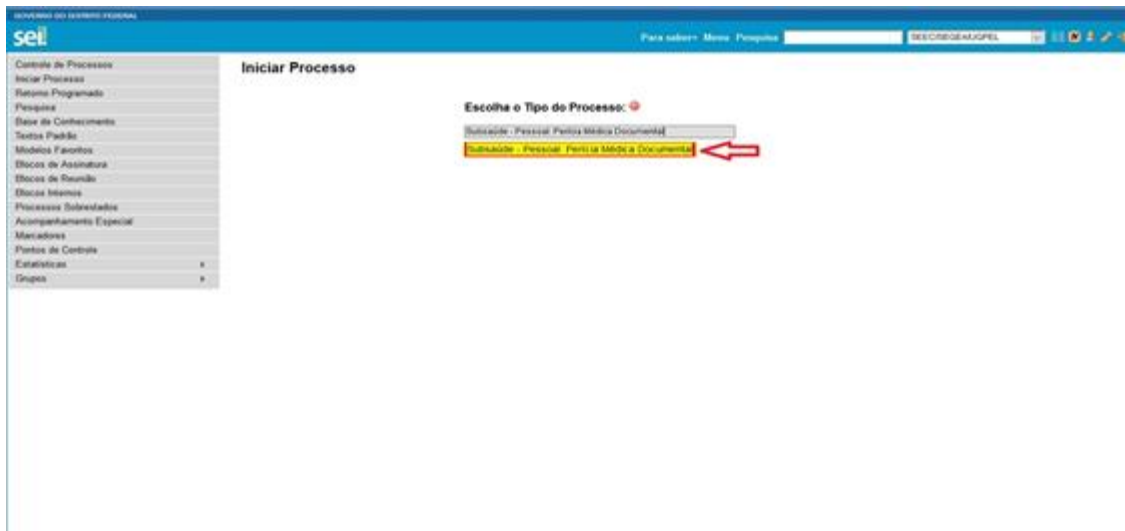 GOVERNO DO DISTRITO FEDERAL
sei!
Para saber+ Menu Pesquisa
Controle de Processos
Iniciar Processo
Retorno Programado
Pesquisa
Base de Conhecimento
Textos Padrão
Modelos Favoritos
Blocos de Assinatura
Blocos de Reunião
Blocos Internos
Processos Sobrestados
Acompanhamento Especial
Marcadores
Pontos de Controle
Estatísticas
Grupos
Iniciar Processo
Escolha o Tipo do Processo:
Subsaúde - Pessoal: Perícia Médica Documental
Subsaúde - Pessoal: Perícia Médica Documental